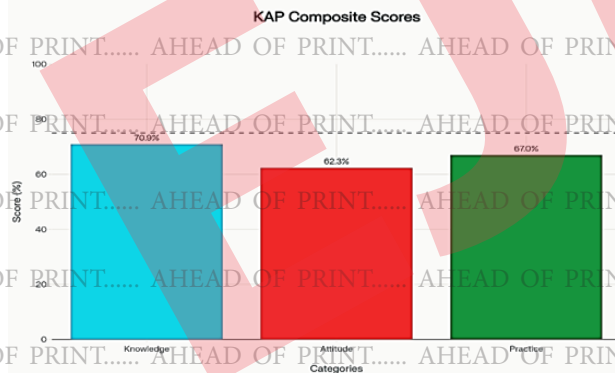 KAP Composite Scores
OF PRINT...... AHEAD OF PRINT...... AHEAD OF PRIN
100
OF PRINT...... AHEAD OF PRINT...... AHEAD OF PRIN
80
70.9%
62.3%
67.0%
60
OF PRINT...... AHEAD OF PRINT...... AHEAD OF PRIN
40
OF PRINT...... AHEAD OF PRINT...... AHEAD OF PRIN
20
0
Score (%)
Knowledge Attitude Practice
OF PRINT...... AHEAD OF PRINT...... AHEAD OF PRIN
Categories